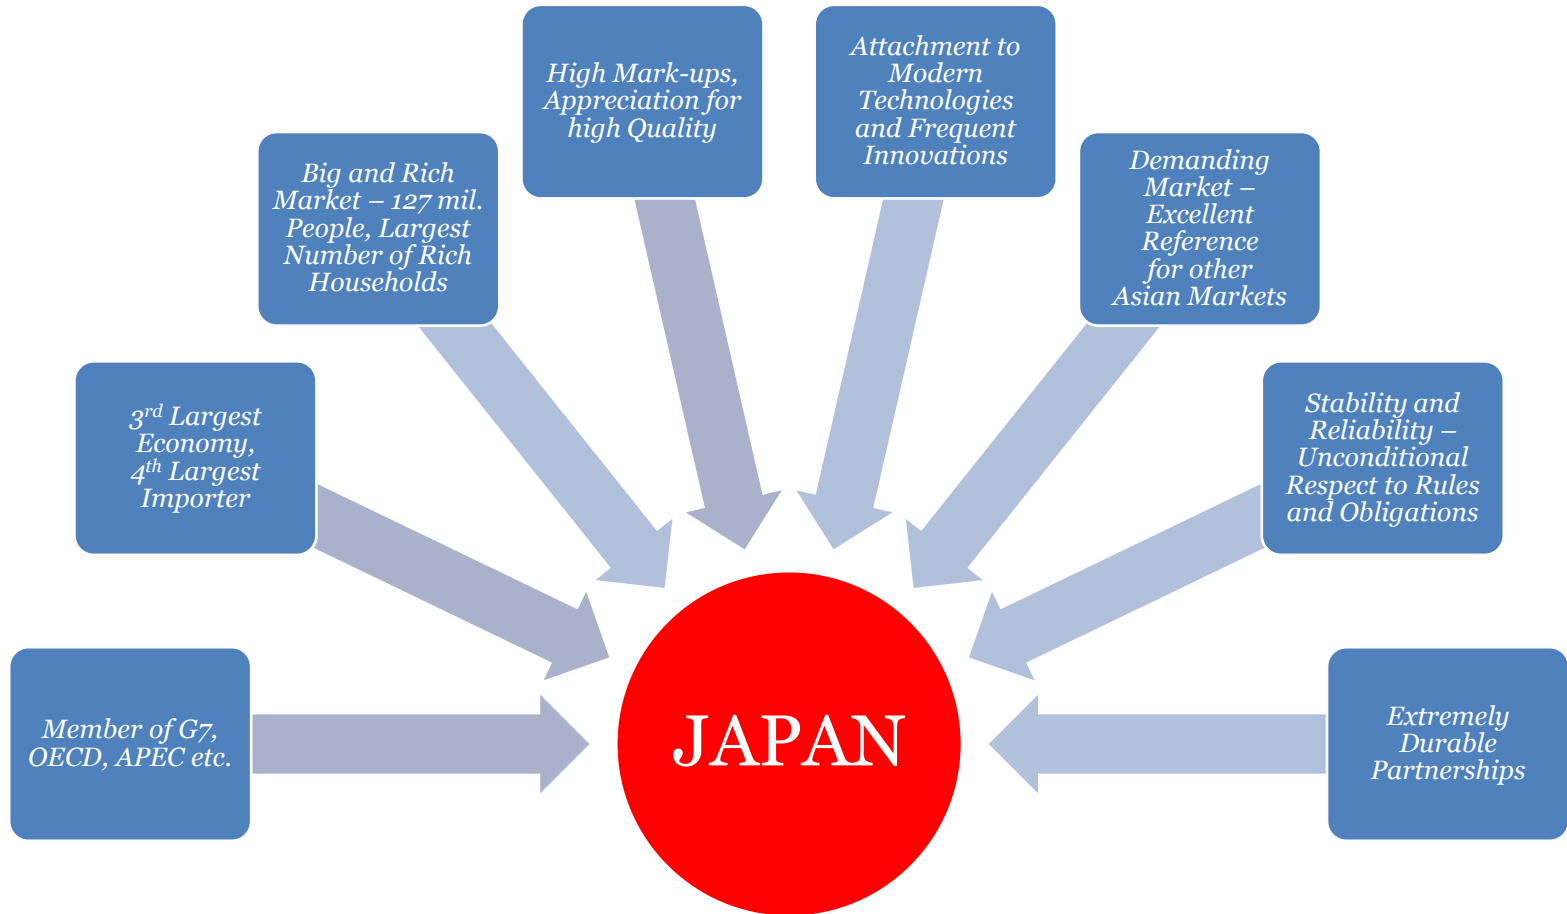 Member of G7,
OECD, APEC etc.
3rd Largest
Economy,
4th Largest
Importer
Big and Rich
Market – 127 mil.
People, Largest
Number of Rich
Households
High Mark-ups,
Appreciation for
high Quality
Attachment to
Modern
Technologies
and Frequent
Innovations
Demanding
Market –
Excellent
Reference
for other
Asian Markets
Stability and
Reliability –
Unconditional
Respect to Rules
and Obligations
Extremely
Durable
Partnerships
JAPAN